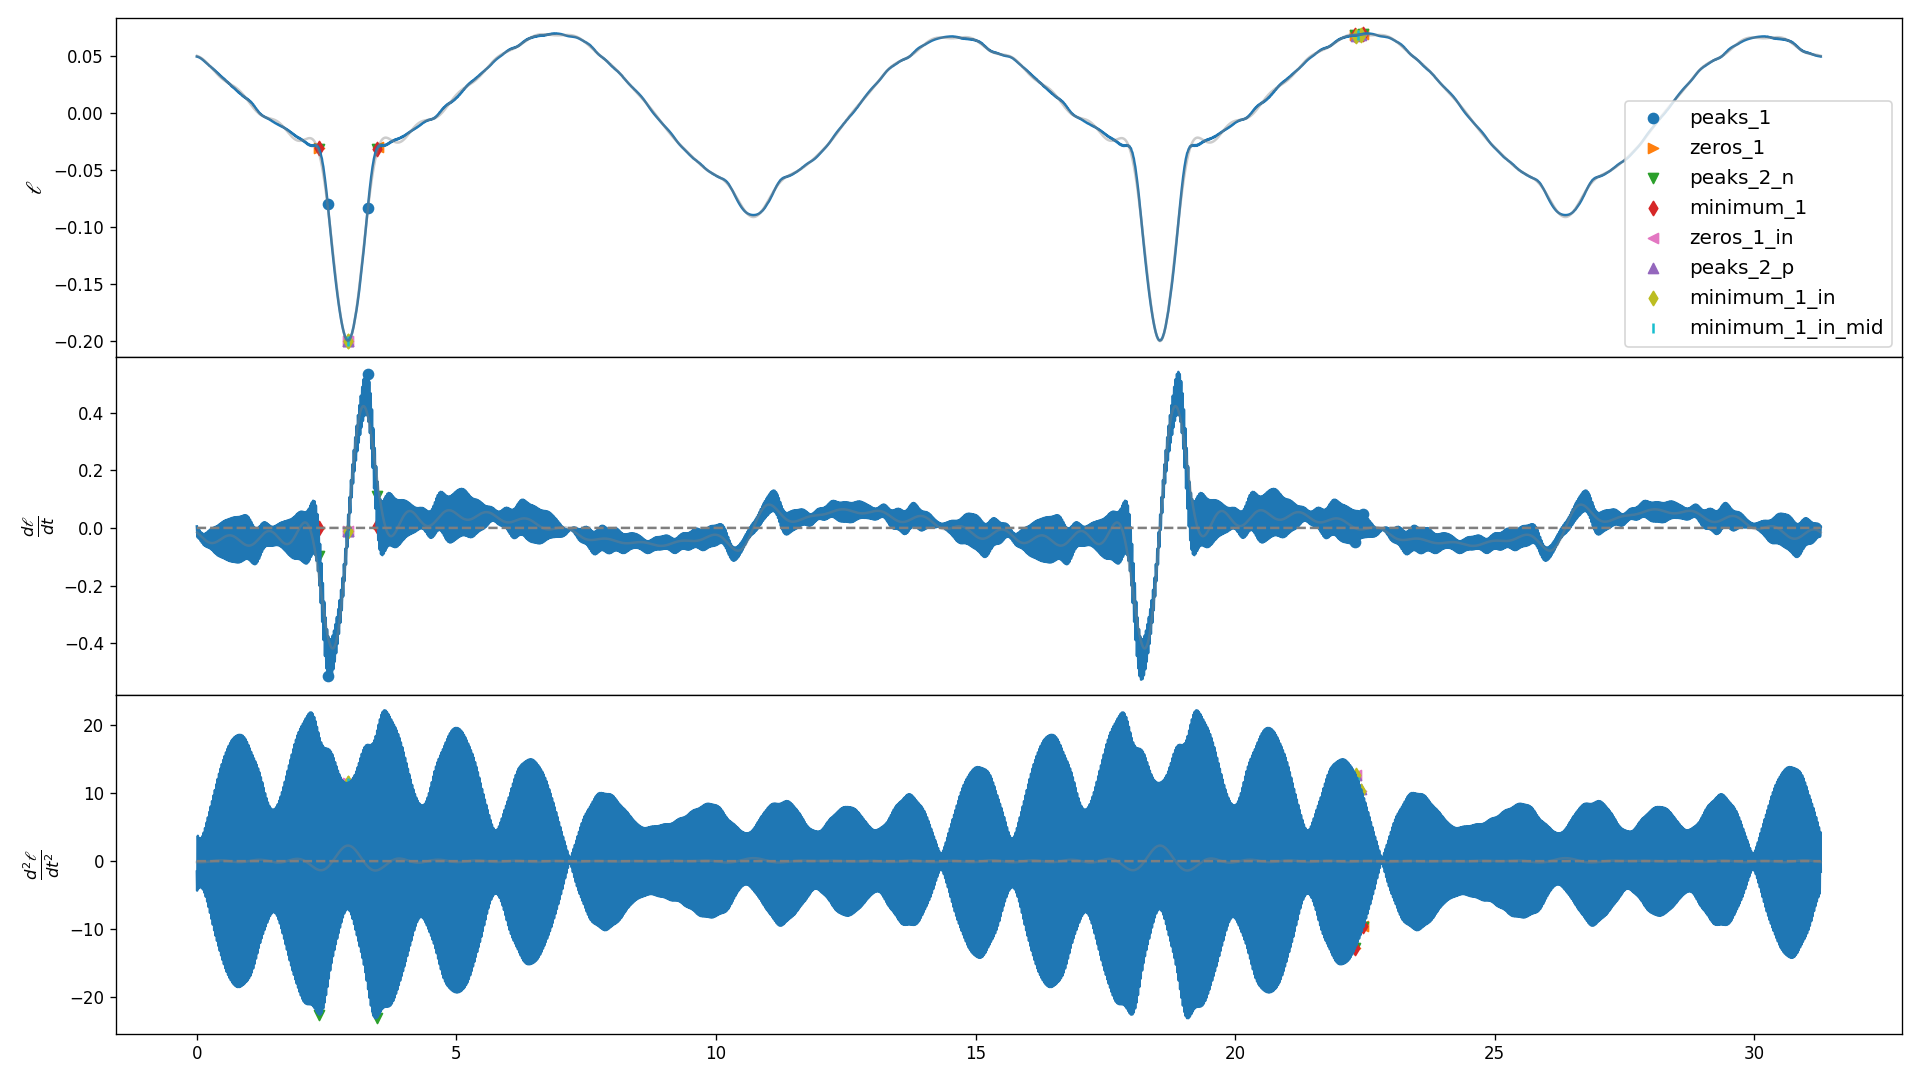 0.05
0.00
−0.05
−0.10
−0.15
−0.20
ℓ
peaks_1
zeros_1
peaks_2_n
minimum_1
zeros_1_in
peaks_2_p
minimum_1_in
minimum_1_in_mid
0.4
0.2
0.0
−0.2
−0.4
dℓ
dt
20
10
0
−10
−20
d²ℓ
dt²
0 5 10 15 20 25 30